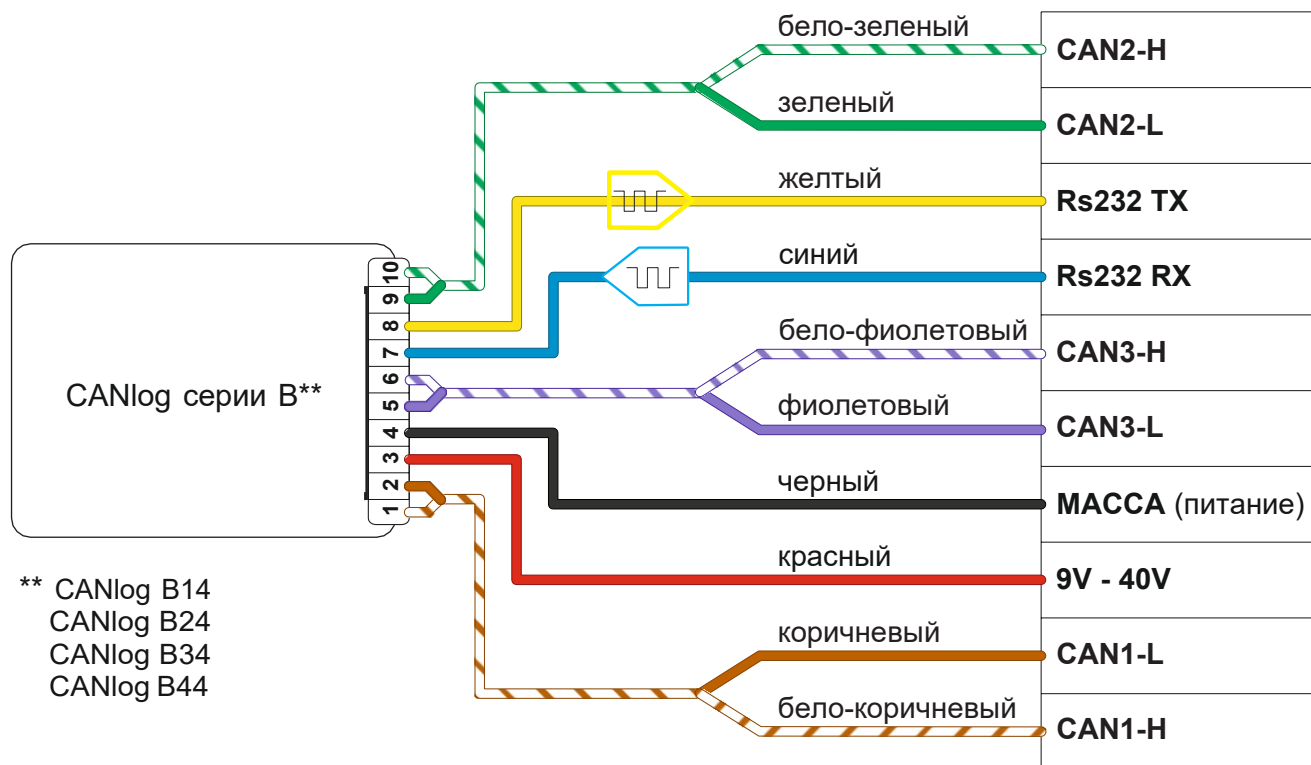 бело-зеленый
CAN2-H
зеленый
CAN2-L
желтый
Rs232 TX
синий
Rs232 RX
бело-фиолетовый
CAN3-H
фиолетовый
CAN3-L
черный
МАССА (питание)
красный
9V - 40V
коричневый
CAN1-L
бело-коричневый
CAN1-H
10
9
8
7
6
5
4
3
2
1
CANlog серии B**
** CANlog B14
CANlog B24
CANlog B34
CANlog B44